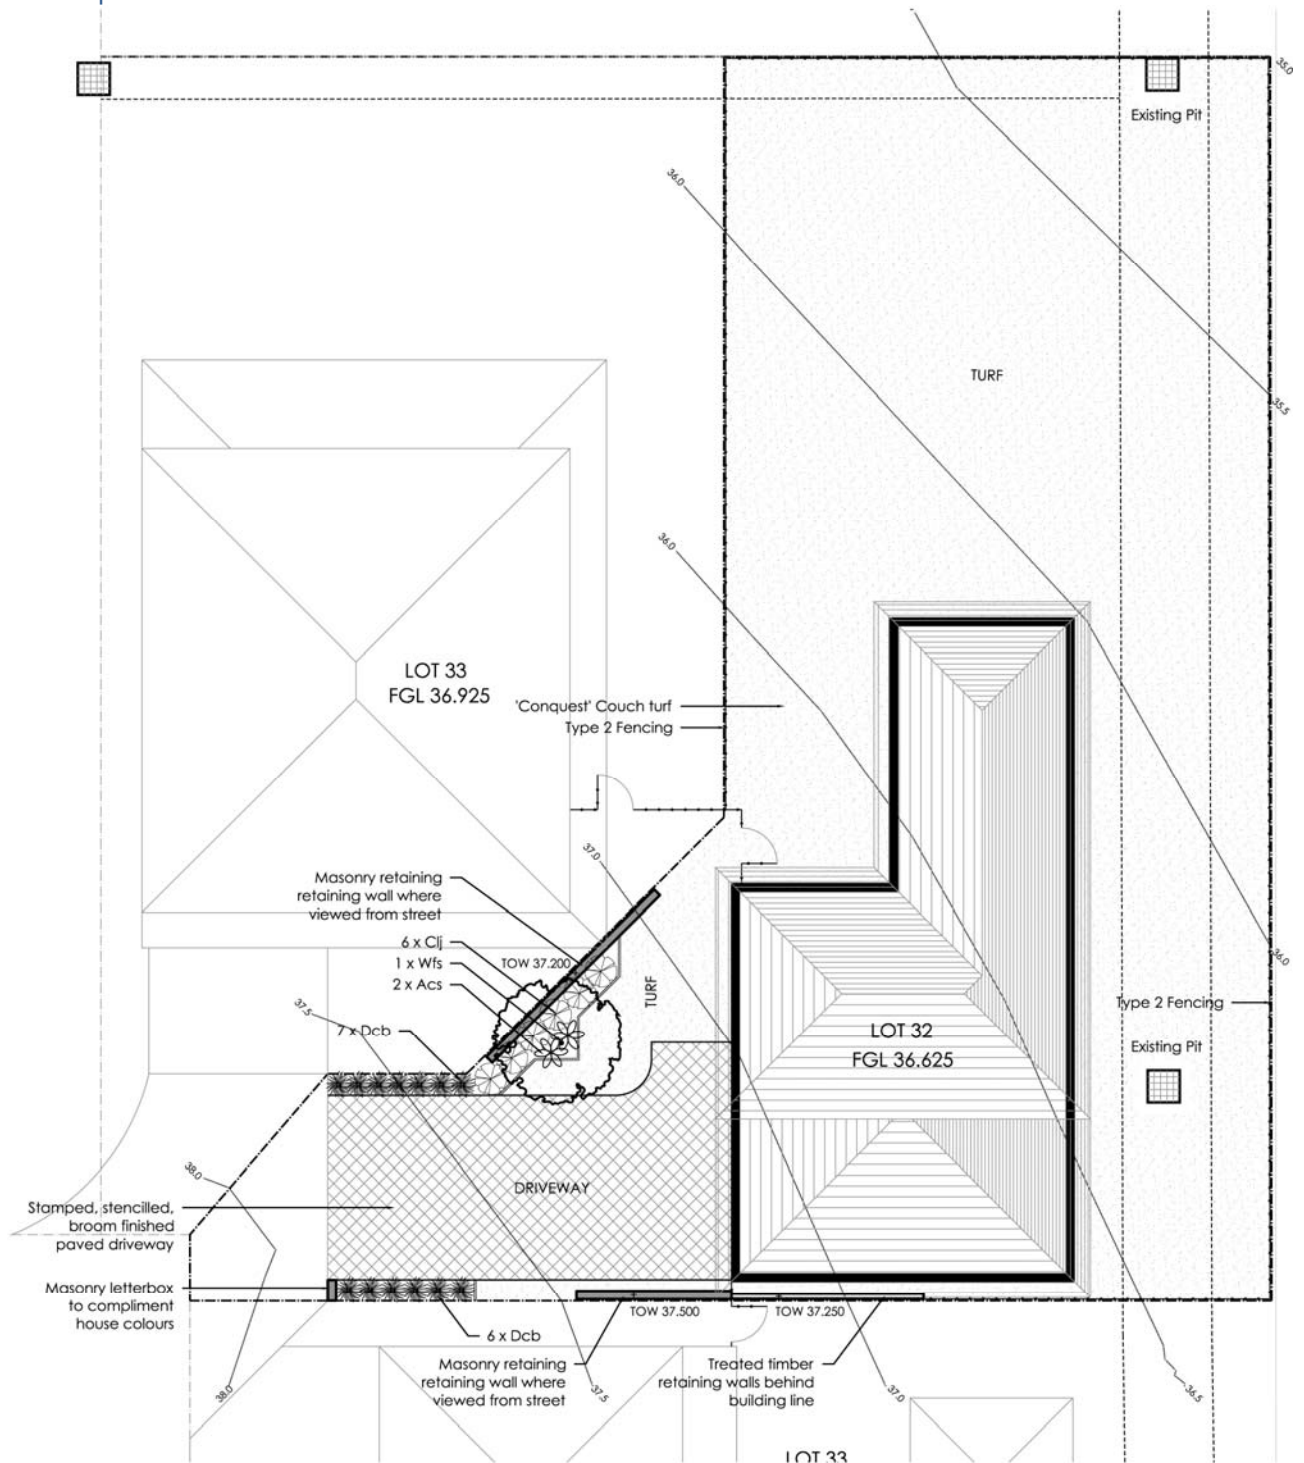 35.0
Existing Pit
36.0
TURF
35.5
36.0
LOT 33
FGL 36.925
'Conquest' Couch turf
Type 2 Fencing
37.0
Masonry retaining
retaining wall where
viewed from street
6 x Clj
1 x Wfs
2 x Acs
TOW 37.200
TURF
36.0
Type 2 Fencing
37.5
7 x Dcb
LOT 32
FGL 36.625
Existing Pit
38.0
DRIVEWAY
Stamped, stencilled,
broom finished
paved driveway
Masonry letterbox
to compliment
house colours
TOW 37.500
TOW 37.250
6 x Dcb
Masonry retaining
retaining wall where
viewed from street
Treated timber
retaining walls behind
building line
38.0
37.5
37.0
36.5
LOT 33